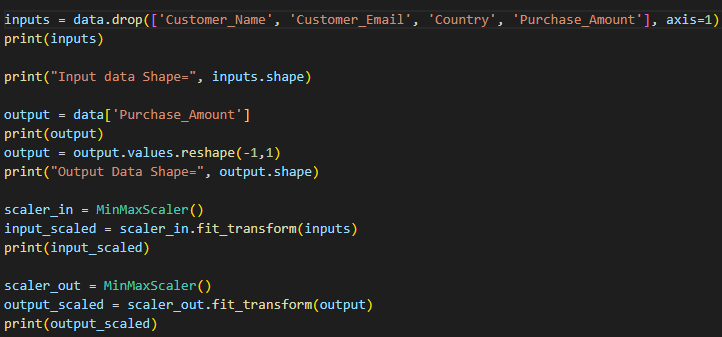 inputs = data.drop(['Customer_Name', 'Customer_Email', 'Country', 'Purchase_Amount'], axis=1)
print(inputs)
print("Input data Shape=", inputs.shape)
output = data['Purchase_Amount']
print(output)
output = output.values.reshape(-1,1)
print("Output Data Shape=", output.shape)
scaler_in = MinMaxScaler()
input_scaled = scaler_in.fit_transform(inputs)
print(input_scaled)
scaler_out = MinMaxScaler()
output_scaled = scaler_out.fit_transform(output)
print(output_scaled)